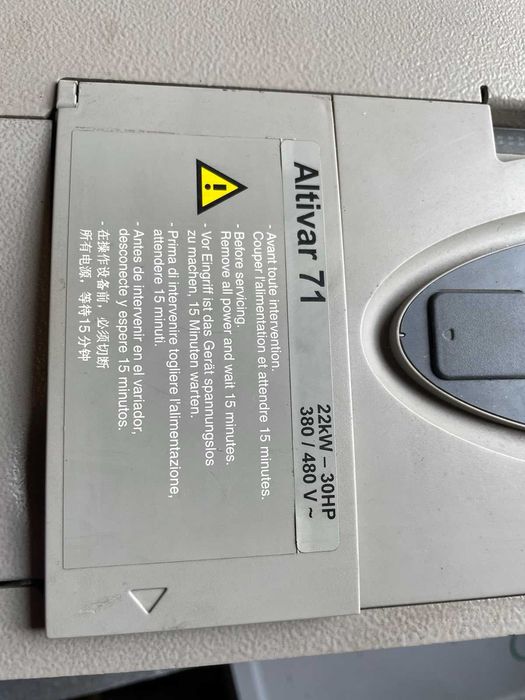 Altivar 71
22kW – 30HP
380 / 480 V ~
- Avant toute intervention.
Couper l'alimentation et attendre 15 minutes.
- Before servicing.
Remove all power and wait 15 minutes.
- Vor Eingriff ist das Gerät spannungslos
zu machen, 15 Minuten warten.
- Prima di intervenire togliere l'alimentazione,
attendere 15 minuti.
- Antes de intervenir en el variador,
desconecte y espere 15 minutos.
- 在操作设备前，必须切断
所有电源，等待15分钟